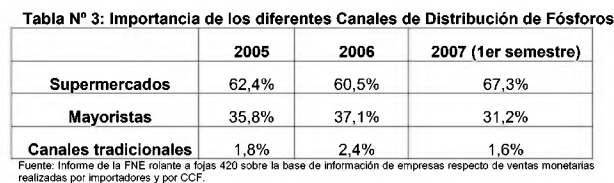 Tabla Nº 3: Importancia de los diferentes Canales de Distribución de Fósforos
2005 2006 2007 (1er semestre)
Supermercados 62,4% 60,5% 67,3%
Mayoristas 35,8% 37,1% 31,2%
Canales tradicionales 1,8% 2,4% 1,6%
Fuente: Informe de la FNE rolante a fojas 420 sobre la base de información de empresas respecto de ventas monetarias
realizadas por importadores y por CCF.